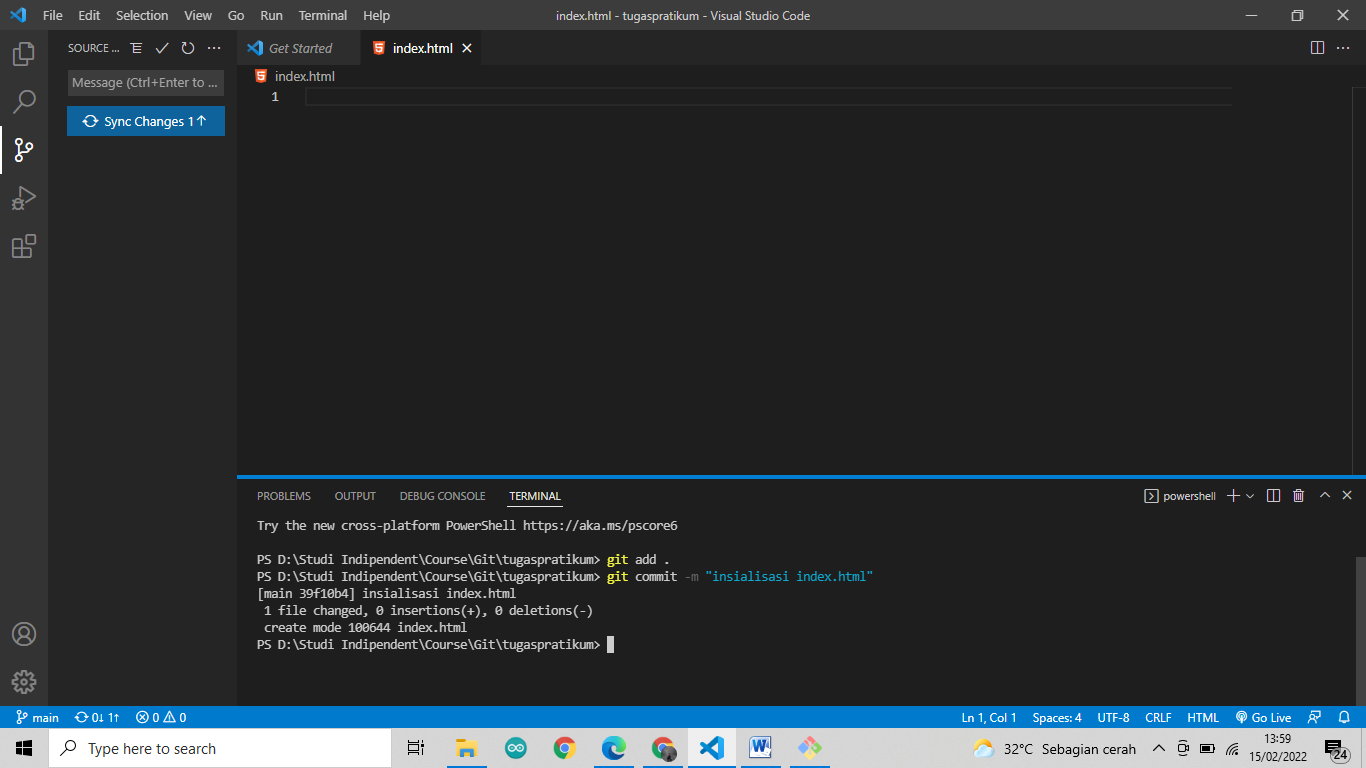 File Edit Selection View Go Run Terminal Help
index.html - tugaspratikum - Visual Studio Code
SOURCE ...
Get Started
index.html
Message (Ctrl+Enter to ...
index.html
Sync Changes 1↑
1
PROBLEMS OUTPUT DEBUG CONSOLE TERMINAL
powershell
Try the new cross-platform PowerShell https://aka.ms/pscore6
PS D:\Studi Indipendent\Course\Git\tugaspratikum> git add .
PS D:\Studi Indipendent\Course\Git\tugaspratikum> git commit -m "insialisasi index.html"
[main 39f10b4] insialisasi index.html
1 file changed, 0 insertions(+), 0 deletions(-)
create mode 100644 index.html
PS D:\Studi Indipendent\Course\Git\tugaspratikum>
main 0↓ 1↑ 0 0
Ln 1, Col 1 Spaces: 4 UTF-8 CRLF HTML Go Live
Type here to search
32°C Sebagian cerah
13:59
15/02/2022
24